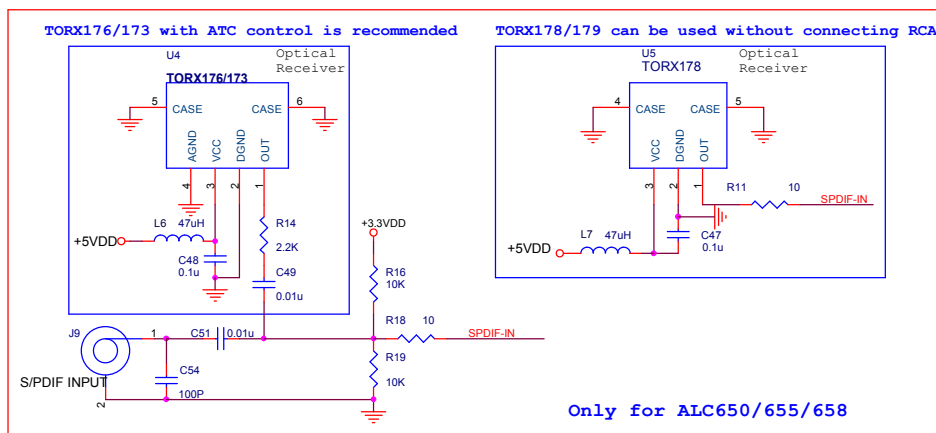 TORX176/173 with ATC control is recommended
U4
Optical
Receiver
TORX176/173
5
6
CASE
CASE
AGND
VCC
DGND
OUT
4
3
2
1
L6
47uH
R14
2.2K
+5VDD
C48
0.1u
C49
0.01u
+3.3VDD
R16
10K
J9
1
C51
0.01u
R18
10
SPDIF-IN
S/PDIF INPUT
C54
100P
R19
10K
2
TORX178/179 can be used without connecting RCA
U5
TORX178
Optical
Receiver
4
5
CASE
CASE
VCC
DGND
OUT
3
2
1
R11
10
SPDIF-IN
L7
47uH
C47
0.1u
+5VDD
Only for ALC650/655/658